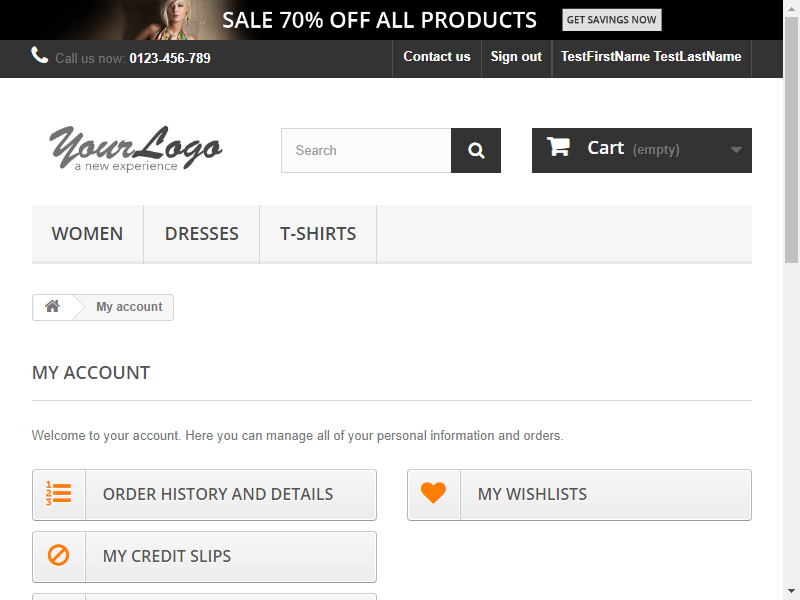 SALE 70% OFF ALL PRODUCTS GET SAVINGS NOW
Call us now: 0123-456-789 Contact us Sign out TestFirstName TestLastName
YourLogo
a new experience
Search Cart (empty)
WOMEN DRESSES T-SHIRTS
My account
MY ACCOUNT
Welcome to your account. Here you can manage all of your personal information and orders.
1
2
3
ORDER HISTORY AND DETAILS MY WISHLISTS
MY CREDIT SLIPS